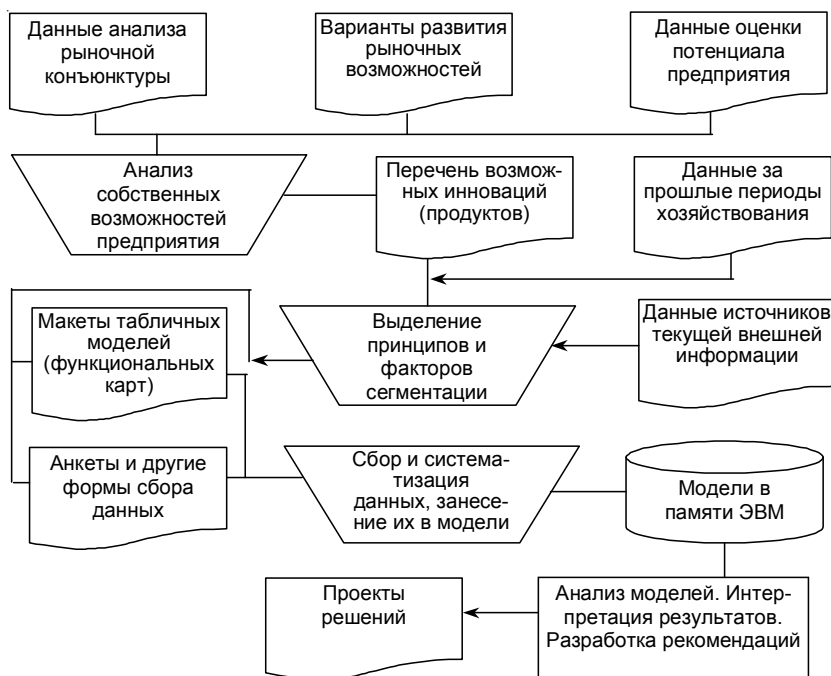 Данные анализа
рыночной
конъюнктуры
Варианты развития
рыночных
возможностей
Данные оценки
потенциала
предприятия
Анализ
собственных
возможностей
предприятия
Перечень возмож-
ных инноваций
(продуктов)
Данные за
прошлые периоды
хозяйствования
Макеты табличных
моделей
(функциональных
карт)
Выделение
принципов и
факторов
сегментации
Данные источников
текущей внешней
информации
Анкеты и другие
формы сбора
данных
Сбор и система-
тизация
данных, занесе-
ние их в модели
Модели в
памяти ЭВМ
Проекты
решений
Анализ моделей. Интер-
претация результатов.
Разработка рекомендаций